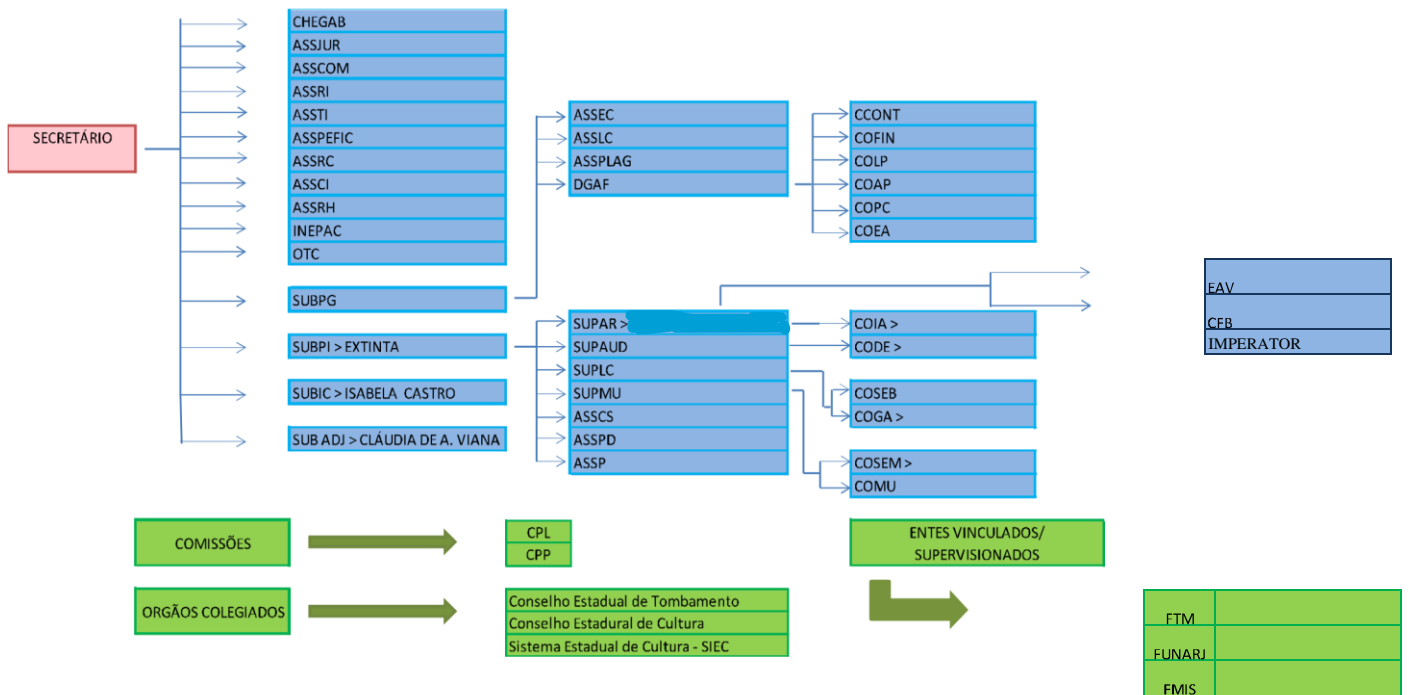 SECRETÁRIO
CHEGAB
ASSJUR
ASSCOM
ASSRI
ASSTI
ASSPEFIC
ASSRC
ASSCI
ASSRH
INEPAC
OTC
SUBPG
SUBPI > EXTINTA
SUBIC > ISABELA CASTRO
SUB ADJ > CLÁUDIA DE A. VIANA
ASSEC
ASSLC
ASSPLAG
DGAF
SUPAR >
SUPAUD
SUPLC
SUPMU
ASSCS
ASSPD
ASSP
CCONT
COFIN
COLP
COAP
COPC
COEA
COIA >
CODE >
COSEB
COGA >
COSEM >
COMU
EAV
CFB
IMPERATOR
COMISSÕES
CPL
CPP
ORGÃOS COLEGIADOS
Conselho Estadual de Tombamento
Conselho Estadural de Cultura
Sistema Estadual de Cultura - SIEC
ENTES VINCULADOS/
SUPERVISIONADOS
FTM
FUNARJ
FMIS